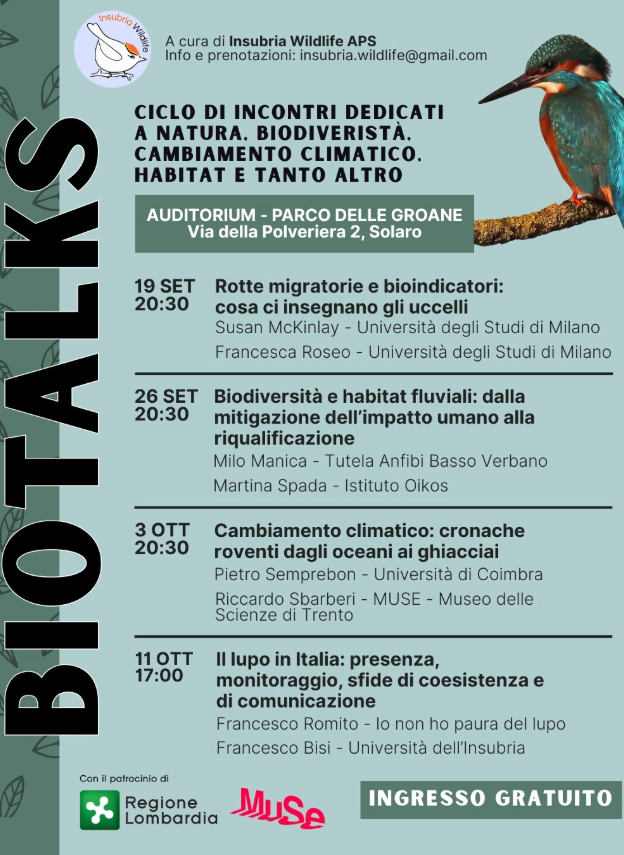 Insubria Wildlife
A cura di Insubria Wildlife APS
Info e prenotazioni: insubria.wildlife@gmail.com
CICLO DI INCONTRI DEDICATI
A NATURA, BIODIVERISTÀ,
CAMBIAMENTO CLIMATICO,
HABITAT E TANTO ALTRO
AUDITORIUM - PARCO DELLE GROANE
Via della Polveriera 2, Solaro
BIOTALKS
19 SET
20:30
Rotte migratorie e bioindicatori:
cosa ci insegnano gli uccelli
Susan McKinlay - Università degli Studi di Milano
Francesca Roseo - Università degli Studi di Milano
26 SET
20:30
Biodiversità e habitat fluviali: dalla
mitigazione dell'impatto umano alla
riqualificazione
Milo Manica - Tutela Anfibi Basso Verbano
Martina Spada - Istituto Oikos
3 OTT
20:30
Cambiamento climatico: cronache
roventi dagli oceani ai ghiacciai
Pietro Semprebon - Università di Coimbra
Riccardo Sbarberi - MUSE - Museo delle
Scienze di Trento
11 OTT
17:00
Il lupo in Italia: presenza,
monitoraggio, sfide di coesistenza e
di comunicazione
Francesco Romito - Io non ho paura del lupo
Francesco Bisi - Università dell'Insubria
Con il patrocinio di
Regione
Lombardia
MUSe
INGRESSO GRATUITO